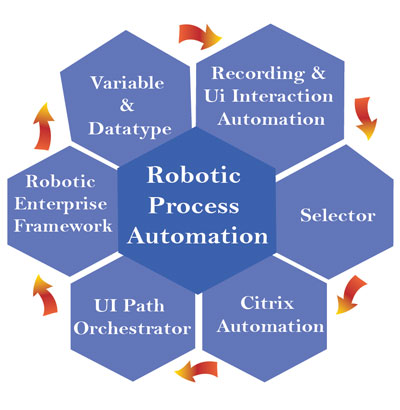 Variable
&
Datatype
Recording &
Ui Interaction
Automation
Robotic
Enterprise
Framework
Robotic
Process
Automation
Selector
UI Path
Orchestrator
Citrix
Automation